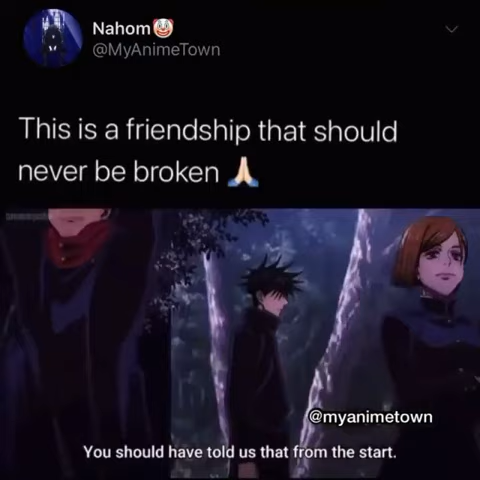 Nahom🤡
@MyAnimeTown
This is a friendship that should
never be broken 🙏🏻
@myanimetown
You should have told us that from the start.